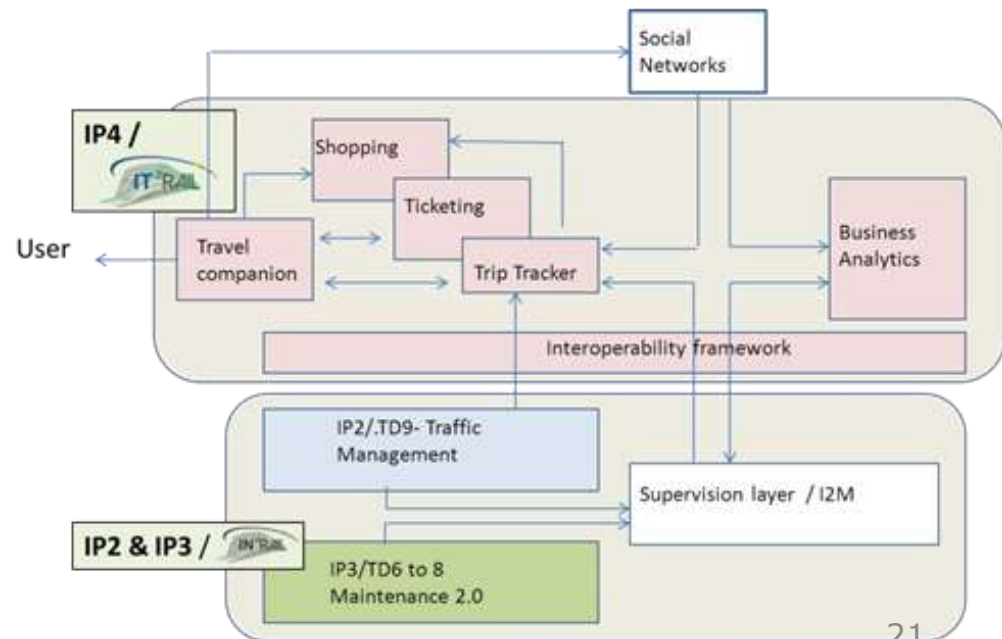 Social
Networks
IP4 /
IT²RAIL
Shopping
Ticketing
User
Travel
companion
Trip Tracker
Business
Analytics
Interoperability framework
IP2/.TD9- Traffic
Management
Supervision layer / I2M
IP2 & IP3 / IN²RAIL
IP3/TD6 to 8
Maintenance 2.0
21